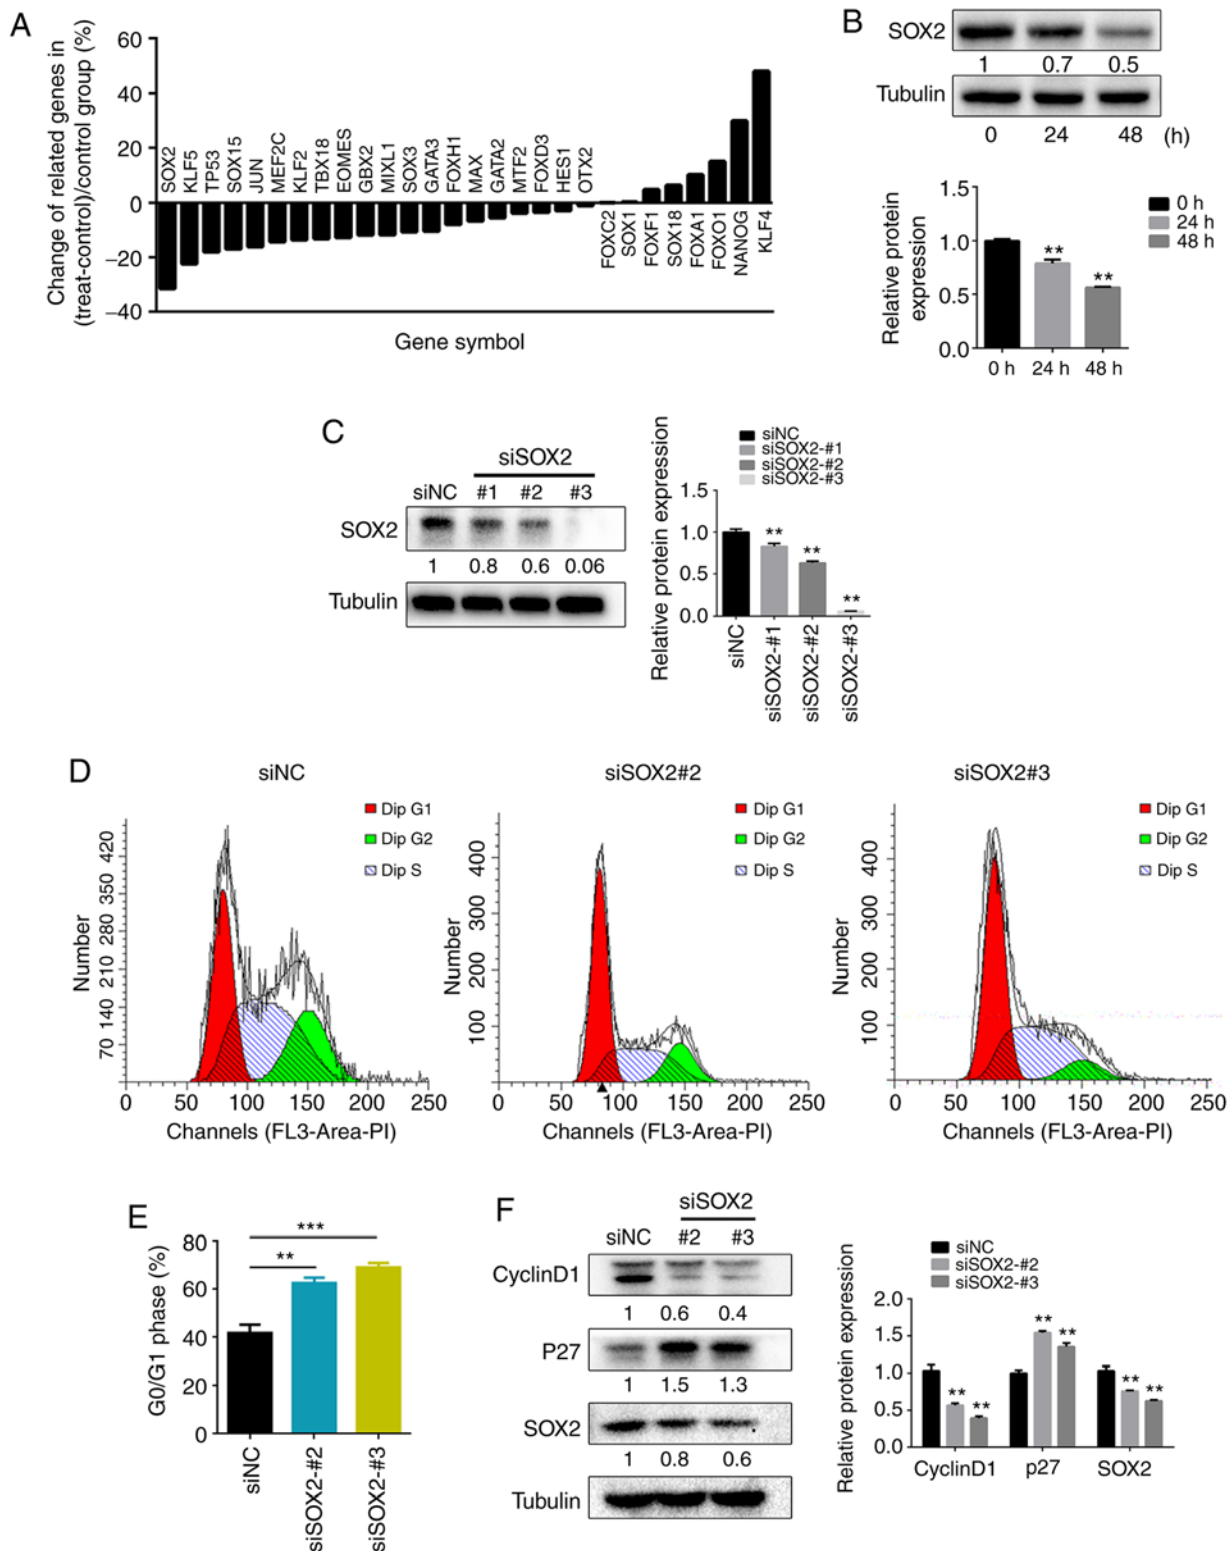 A
Change of related genes in
(treat-control)/control group (%)
60
40
20
0
−20
−40
SOX2
KLF5
TP53
SOX15
JUN
MEF2C
KLF2
TBX18
EOMES
GBX2
MIXL1
SOX3
GATA3
FOXH1
MAX
GATA2
MTF2
FOXD3
HES1
OTX2
FOXC2
SOX1
FOXF1
SOX18
FOXA1
FOXO1
NANOG
KLF4
Gene symbol
B
SOX2
1 0.7 0.5
Tubulin
0 24 48 (h)
Relative protein
expression
1.5
1.0
0.5
0.0
** **
0 h 24 h 48 h
0 h
24 h
48 h
C
siSOX2
siNC #1 #2 #3
SOX2
1 0.8 0.6 0.06
Tubulin
Relative protein expression
siNC
siSOX2-#1
siSOX2-#2
siSOX2-#3
1.5
1.0
0.5
0.0
** ** **
siNC
siSOX2-#1
siSOX2-#2
siSOX2-#3
D
siNC
Dip G1
Dip G2
Dip S
Number
420
350
280
210
140
70
0 50 100 150 200 250
Channels (FL3-Area-PI)
siSOX2#2
Dip G1
Dip G2
Dip S
Number
400
300
200
100
0 50 100 150 200 250
Channels (FL3-Area-PI)
siSOX2#3
Dip G1
Dip G2
Dip S
Number
400
300
200
100
0 50 100 150 200 250
Channels (FL3-Area-PI)
E
G0/G1 phase (%)
80
60
40
20
0
***
**
siNC
siSOX2-#2
siSOX2-#3
F
siSOX2
siNC #2 #3
CyclinD1
1 0.6 0.4
P27
1 1.5 1.3
SOX2
1 0.8 0.6
Tubulin
Relative protein expression
siNC
siSOX2-#2
siSOX2-#3
2.0
1.5
1.0
0.5
0.0
** ** ** ** ** **
CyclinD1 p27 SOX2